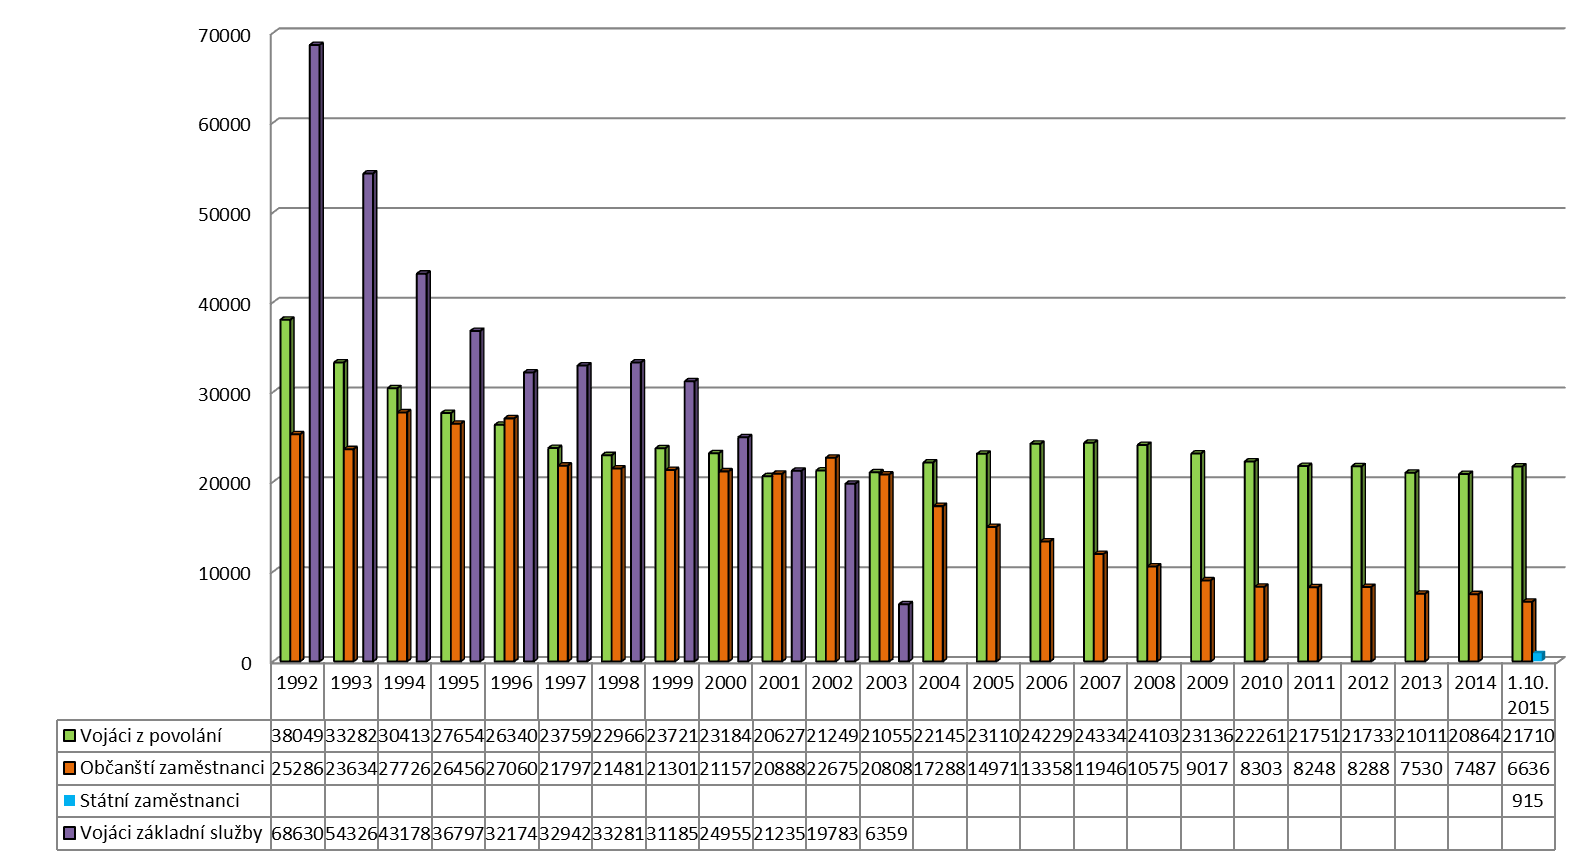 70000
60000
50000
40000
30000
20000
10000
0
1992 1993 1994 1995 1996 1997 1998 1999 2000 2001 2002 2003 2004 2005 2006 2007 2008 2009 2010 2011 2012 2013 2014 1.10.
2015
Vojáci z povolání 38049 33282 30413 27654 26340 23759 22966 23721 23184 20627 21249 21055 22145 23110 24229 24334 24103 23136 22261 21751 21733 21011 20864 21710
Občanští zaměstnanci 25286 23634 27726 26456 27060 21797 21481 21301 21157 20888 22675 20808 17288 14971 13358 11946 10575 9017 8303 8248 8288 7530 7487 6636
Státní zaměstnanci 915
Vojáci základní služby 68630 54326 43178 36797 32174 32942 33281 31185 24955 21235 19783 6359